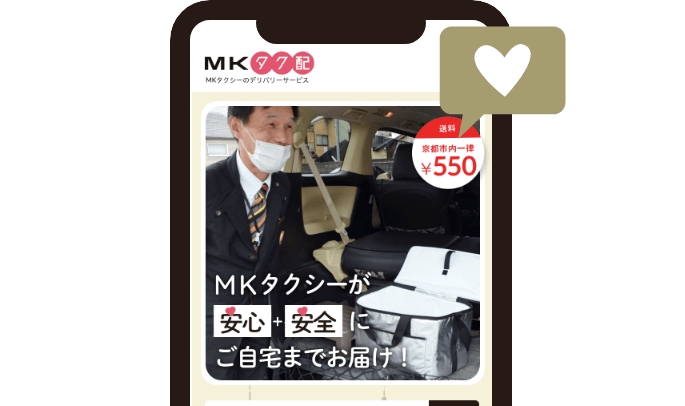 MKタク配
MKタクシーのデリバリーサービス
送料
京都市内一律
¥550
MKタクシーが
安心+安全に
ご自宅までお届け！